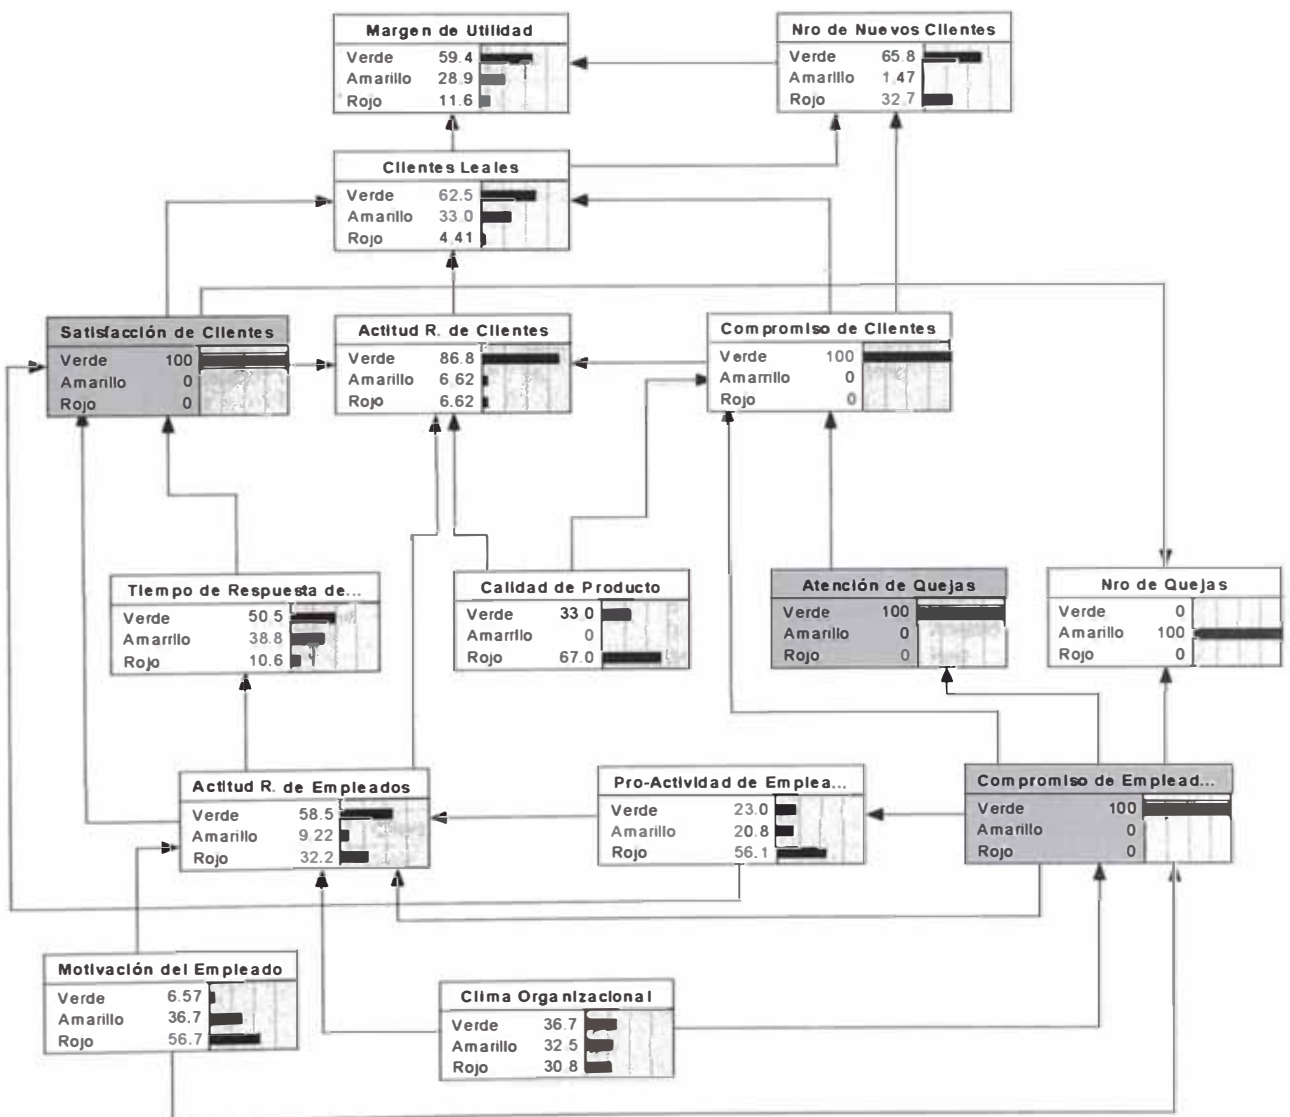 Margen de Utilidad
Verde 59.4
Amarillo 28.9
Rojo 11.6
Nro de Nuevos Clientes
Verde 65.8
Amarillo 1.47
Rojo 32.7
Clientes Leales
Verde 62.5
Amarillo 33.0
Rojo 4.41
Satisfacción de Clientes
Verde 100
Amarillo 0
Rojo 0
Actitud R. de Clientes
Verde 86.8
Amarillo 6.62
Rojo 6.62
Compromiso de Clientes
Verde 100
Amarillo 0
Rojo 0
Tiempo de Respuesta de...
Verde 50.5
Amarillo 38.8
Rojo 10.6
Calidad de Producto
Verde 33.0
Amarillo 0
Rojo 67.0
Atención de Quejas
Verde 100
Amarillo 0
Rojo 0
Nro de Quejas
Verde 0
Amarillo 100
Rojo 0
Actitud R. de Empleados
Verde 58.5
Amarillo 9.22
Rojo 32.2
Pro-Actividad de Emplea...
Verde 23.0
Amarillo 20.8
Rojo 56.1
Compromiso de Emplead...
Verde 100
Amarillo 0
Rojo 0
Motivación del Empleado
Verde 6.57
Amarillo 36.7
Rojo 56.7
Clima Organizacional
Verde 36.7
Amarillo 32.5
Rojo 30.8